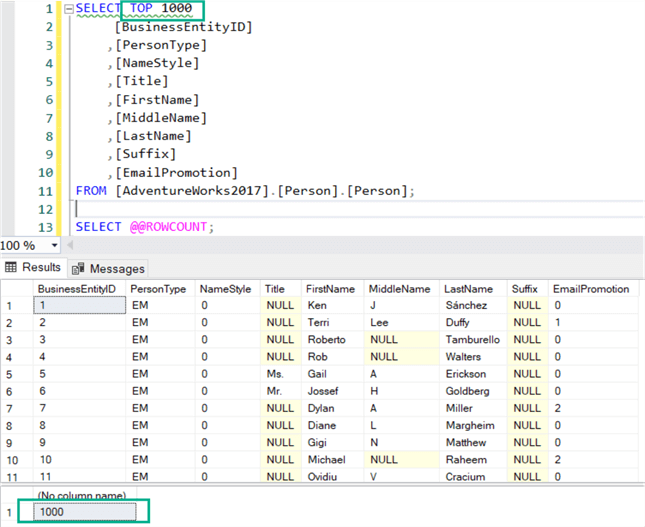 1 SELECT TOP 1000
2 [BusinessEntityID]
3 ,[PersonType]
4 ,[NameStyle]
5 ,[Title]
6 ,[FirstName]
7 ,[MiddleName]
8 ,[LastName]
9 ,[Suffix]
10 ,[EmailPromotion]
11 FROM [AdventureWorks2017].[Person].[Person];
12
13 SELECT @@ROWCOUNT;
100 %
Results Messages
BusinessEntityID PersonType NameStyle Title FirstName MiddleName LastName Suffix EmailPromotion
1 1 EM 0 NULL Ken J Sánchez NULL 0
2 2 EM 0 NULL Terri Lee Duffy NULL 1
3 3 EM 0 NULL Roberto NULL Tamburello NULL 0
4 4 EM 0 NULL Rob NULL Walters NULL 0
5 5 EM 0 Ms. Gail A Erickson NULL 0
6 6 EM 0 Mr. Jossef H Goldberg NULL 0
7 7 EM 0 NULL Dylan A Miller NULL 2
8 8 EM 0 NULL Diane L Margheim NULL 0
9 9 EM 0 NULL Gigi N Matthew NULL 0
10 10 EM 0 NULL Michael NULL Raheem NULL 2
11 11 EM 0 NULL Ovidiu V Cracium NULL 0
(No column name)
1 1000